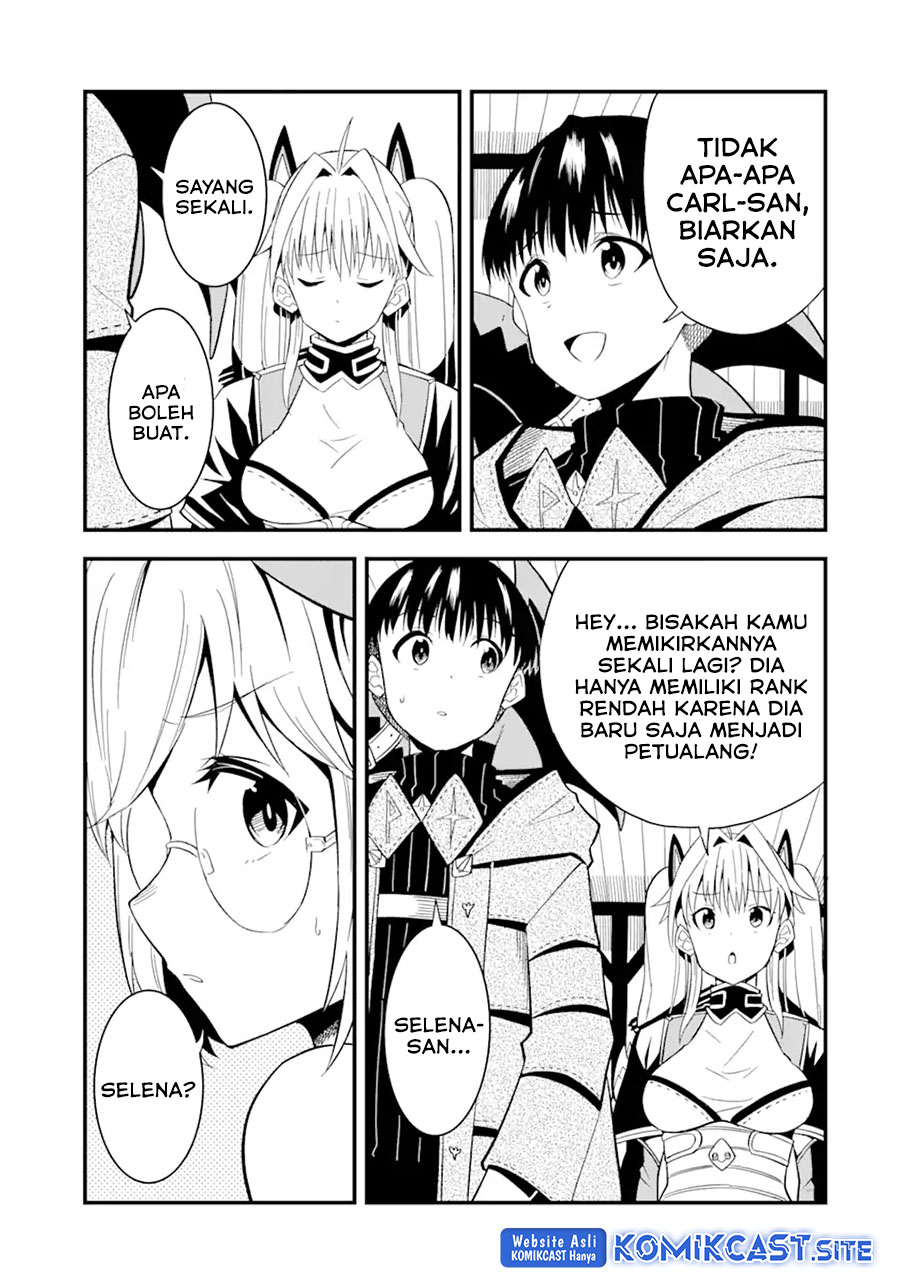 TIDAK
APA-APA
CARL-SAN,
BIARKAN
SAJA.
SAYANG
SEKALI.
APA
BOLEH
BUAT.
HEY... BISAKAH KAMU
MEMIKIRKANNYA
SEKALI LAGI? DIA
HANYA MEMILIKI RANK
RENDAH KARENA DIA
BARU SAJA MENJADI
PETUALANG!
SELENA-
SAN...
SELENA?
Website Asli
KOMIKCAST Hanya
KOMIKCAST.SITE